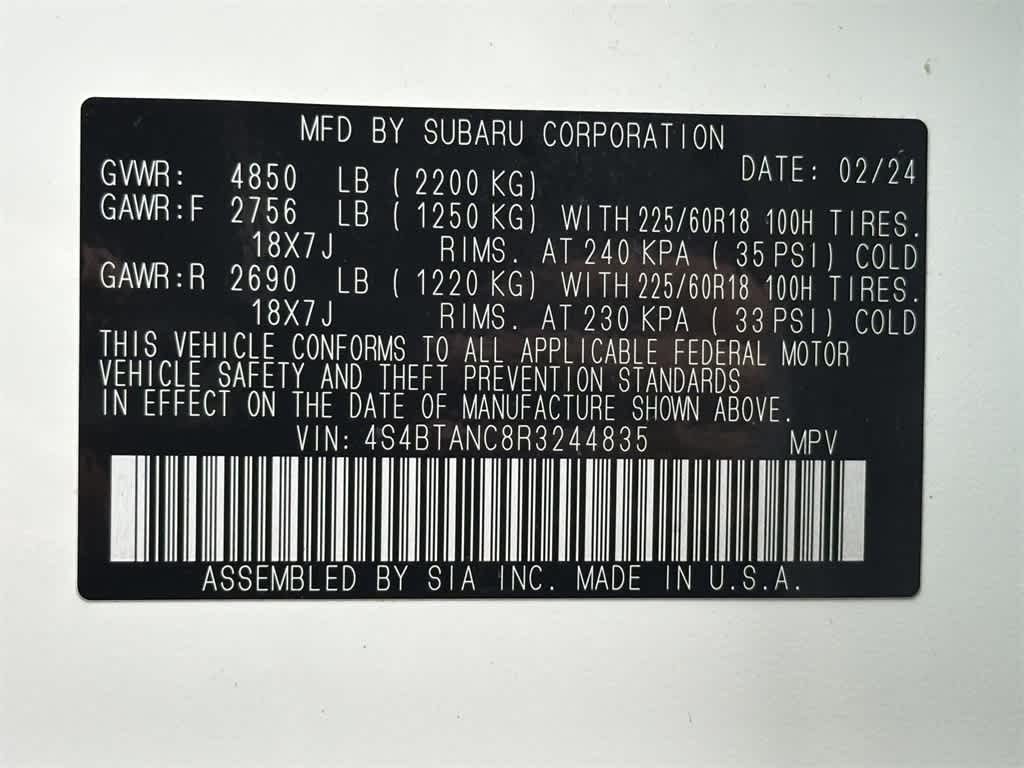 MFD BY SUBARU CORPORATION
DATE: 02/24
GVWR: 4850 LB ( 2200 KG)
GAWR:F 2756 LB ( 1250 KG) WITH 225/60R18 100H TIRES.
18X7J RIMS. AT 240 KPA ( 35 PSI) COLD
GAWR:R 2690 LB ( 1220 KG) WITH 225/60R18 100H TIRES.
18X7J RIMS. AT 230 KPA ( 33 PSI) COLD
THIS VEHICLE CONFORMS TO ALL APPLICABLE FEDERAL MOTOR
VEHICLE SAFETY AND THEFT PREVENTION STANDARDS
IN EFFECT ON THE DATE OF MANUFACTURE SHOWN ABOVE.
VIN: 4S4BTANC8R3244835 MPV
ASSEMBLED BY SIA INC. MADE IN U.S.A.